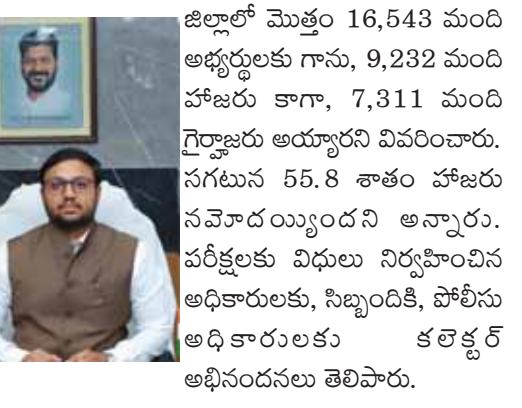 జిల్లాలో మొత్తం 16,543 మంది
అభ్యర్థులకు గాను, 9,232 మంది
హాజరు కాగా, 7,311 మంది
గైర్హాజరు అయ్యారని వివరించారు.
సగటున 55.8 శాతం హాజరు
నమోదయ్యిందని అన్నారు.
పరీక్షలకు విధులు నిర్వహించిన
అధికారులకు, సిబ్బందికి, పోలీసు
అధికారులకు కలెక్టర్
అభినందనలు తెలిపారు.